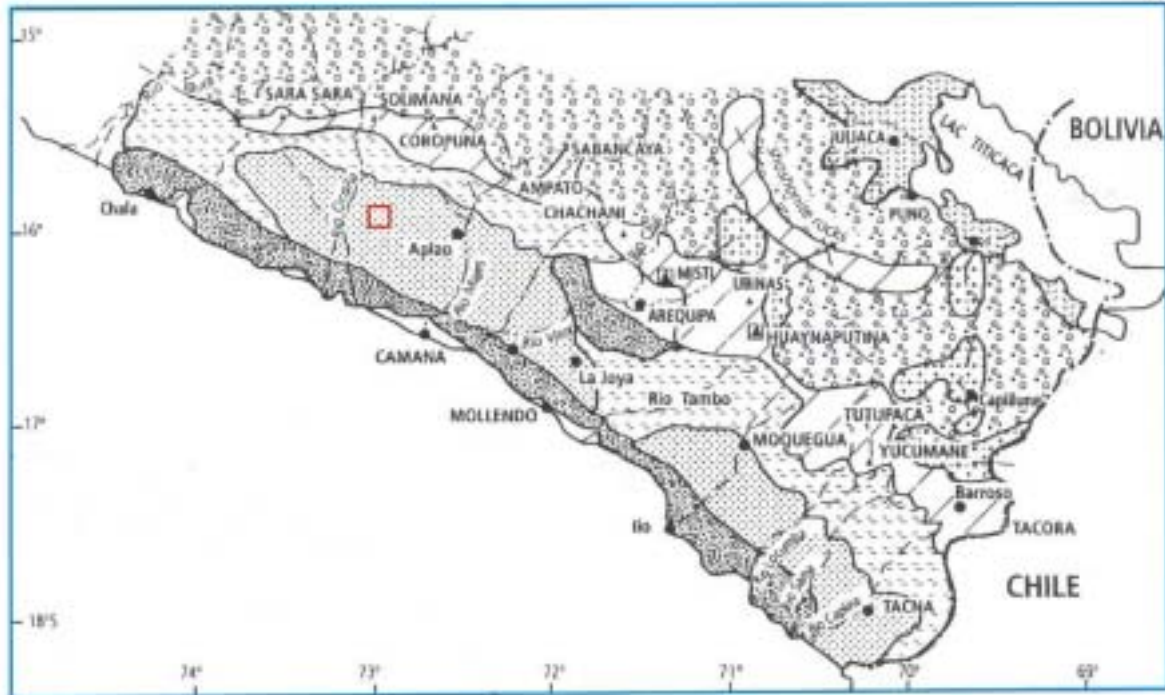 15°
SARA SARA
SOLIMANA
COROPUNA
SABANCAYA
AMPATO
CHACHANI
JULIACA
LAC TITICACA
BOLIVIA
Chala
shoshonite rocks
PUNO
16°
Aplao
MISTI
UBINAS
AREQUIPA
HUAYNAPUTINA
CAMANA
La Joya
Rio Tambo
MOLLENDO
17°
TUTUPACA
MOQUEGUA
YUCUMANE
Barroso
TACORA
Ilo
CHILE
TACNA
18°S
74°
73°
72°
71°
70°
69°